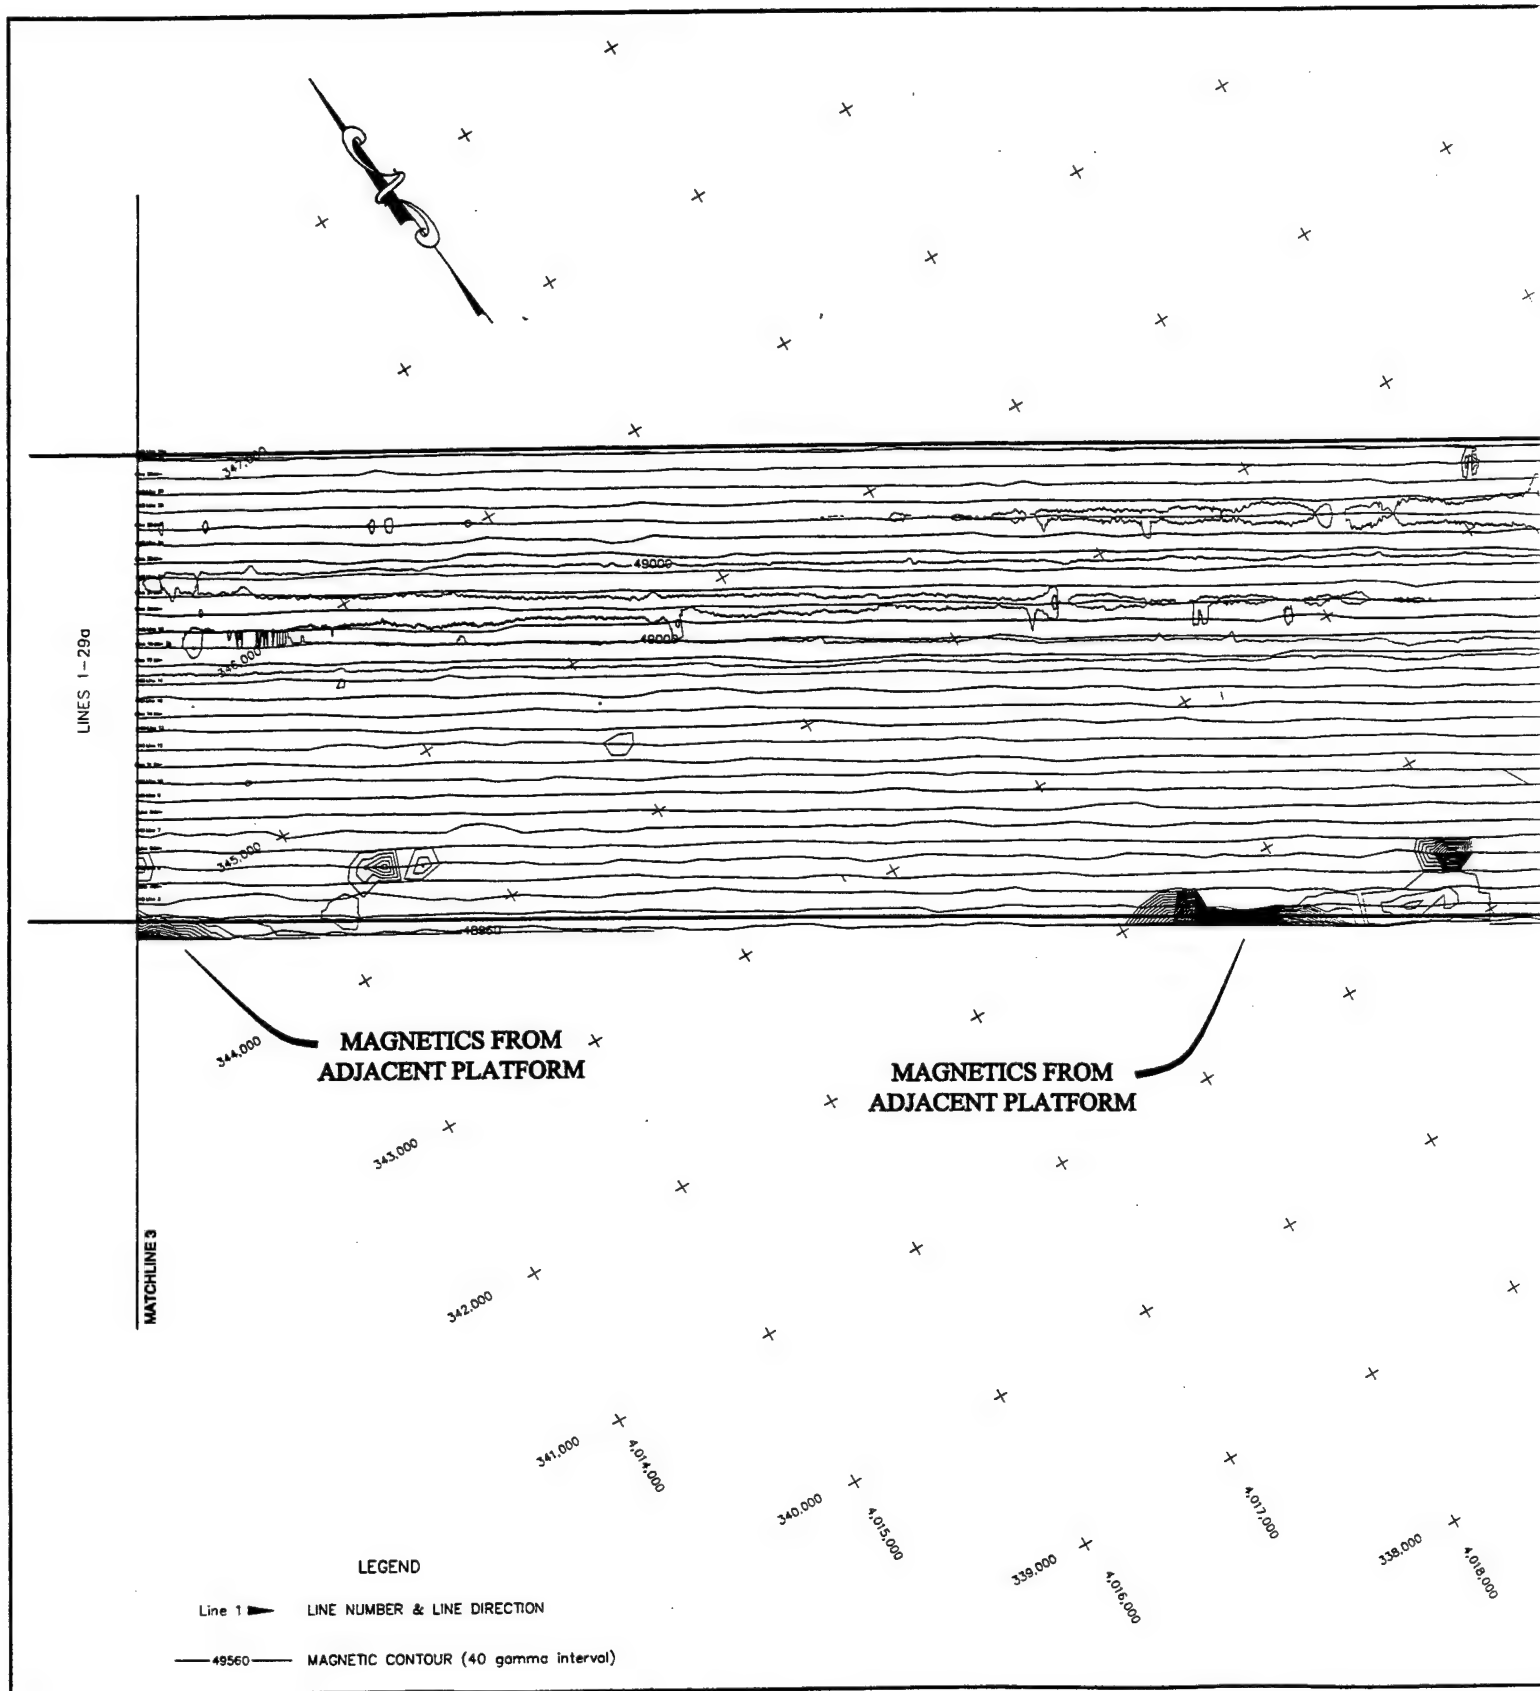 347,000
49000
49000
346,000
LINES 1-29a
345,000
48960
MAGNETICS FROM
ADJACENT PLATFORM
MAGNETICS FROM
ADJACENT PLATFORM
344,000
343,000
MATCHLINE 3
342,000
341,000
4,014,000
340,000
4,015,000
339,000
4,016,000
4,017,000
338,000
4,018,000
LEGEND
Line 1 LINE NUMBER & LINE DIRECTION
49560 MAGNETIC CONTOUR (40 gamma interval)